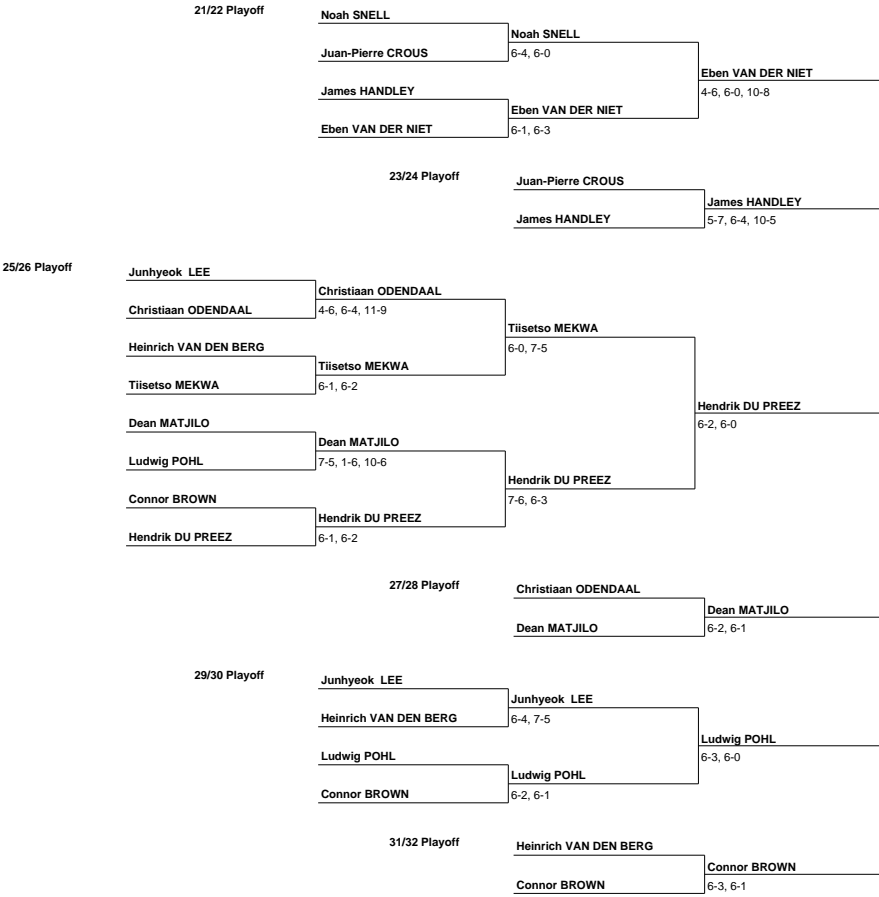 21/22 Playoff
Noah SNELL
Noah SNELL
Juan-Pierre CROUS
6-4, 6-0
Eben VAN DER NIET
James HANDLEY
4-6, 6-0, 10-8
Eben VAN DER NIET
Eben VAN DER NIET
6-1, 6-3
23/24 Playoff
Juan-Pierre CROUS
James HANDLEY
James HANDLEY
5-7, 6-4, 10-5
25/26 Playoff
Junhyeok  LEE
Christiaan ODENDAAL
Christiaan ODENDAAL
4-6, 6-4, 11-9
Tiisetso MEKWA
Heinrich VAN DEN BERG
6-0, 7-5
Tiisetso MEKWA
Tiisetso MEKWA
6-1, 6-2
Hendrik DU PREEZ
Dean MATJILO
6-2, 6-0
Dean MATJILO
Ludwig POHL
7-5, 1-6, 10-6
Hendrik DU PREEZ
Connor BROWN
7-6, 6-3
Hendrik DU PREEZ
Hendrik DU PREEZ
6-1, 6-2
27/28 Playoff
Christiaan ODENDAAL
Dean MATJILO
Dean MATJILO
6-2, 6-1
29/30 Playoff
Junhyeok  LEE
Junhyeok  LEE
Heinrich VAN DEN BERG
6-4, 7-5
Ludwig POHL
Ludwig POHL
6-3, 6-0
Ludwig POHL
Connor BROWN
6-2, 6-1
31/32 Playoff
Heinrich VAN DEN BERG
Connor BROWN
Connor BROWN
6-3, 6-1